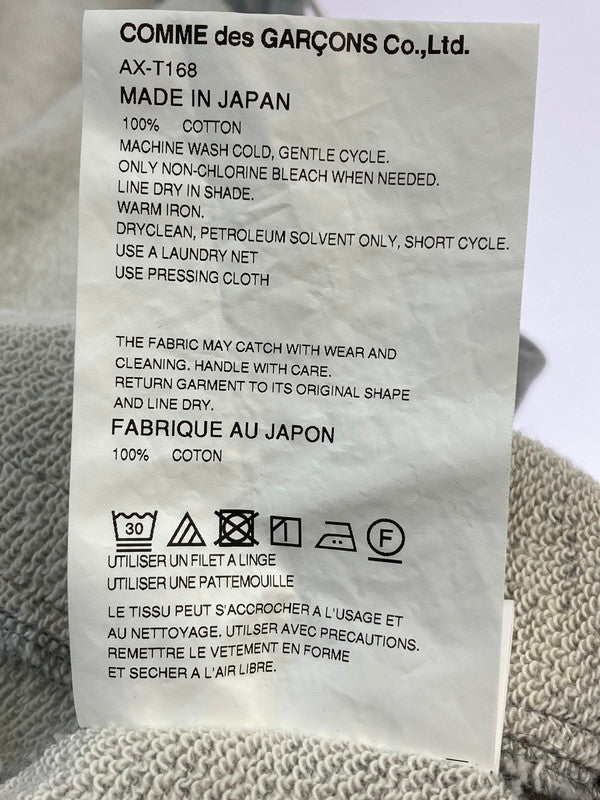 COMME des GARÇONS Co.,Ltd.
AX-T168
MADE IN JAPAN
100% COTTON
MACHINE WASH COLD, GENTLE CYCLE.
ONLY NON-CHLORINE BLEACH WHEN NEEDED.
LINE DRY IN SHADE.
WARM IRON.
DRYCLEAN, PETROLEUM SOLVENT ONLY, SHORT CYCLE.
USE A LAUNDRY NET
USE PRESSING CLOTH
THE FABRIC MAY CATCH WITH WEAR AND
CLEANING. HANDLE WITH CARE.
RETURN GARMENT TO ITS ORIGINAL SHAPE
AND LINE DRY.
FABRIQUE AU JAPON
100% COTON
30 F
UTILISER UN FILET A LINGE
UTILISER UNE PATTEMOUILLE
LE TISSU PEUT S'ACCROCHER A L'USAGE ET
AU NETTOYAGE. UTILSER AVEC PRECAUTIONS.
REMETTRE LE VETEMENT EN FORME
ET SECHER A L'AIR LIBRE.